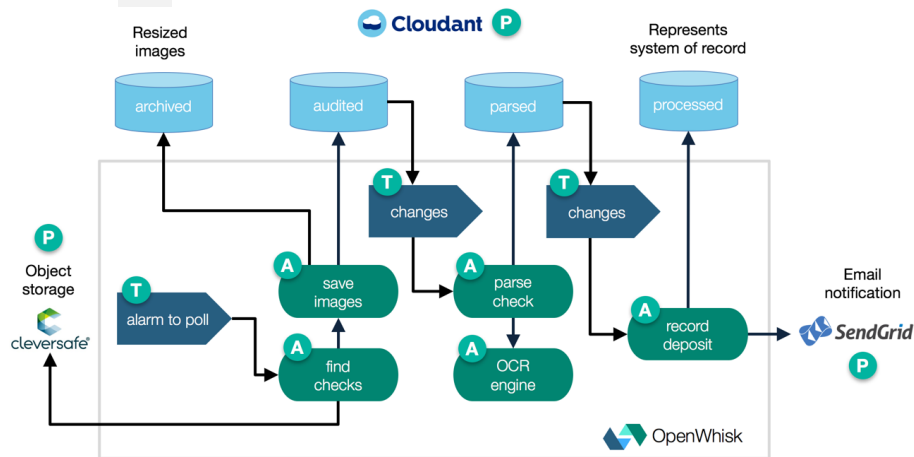 Cloudant P
Resized
images
Represents
system of record
archived
audited
parsed
processed
T
changes
T
changes
P
Object
storage
cleversafe®
T
alarm to poll
A
save
images
A
parse
check
A
find
checks
A
OCR
engine
A
record
deposit
Email
notification
SendGrid
P
OpenWhisk